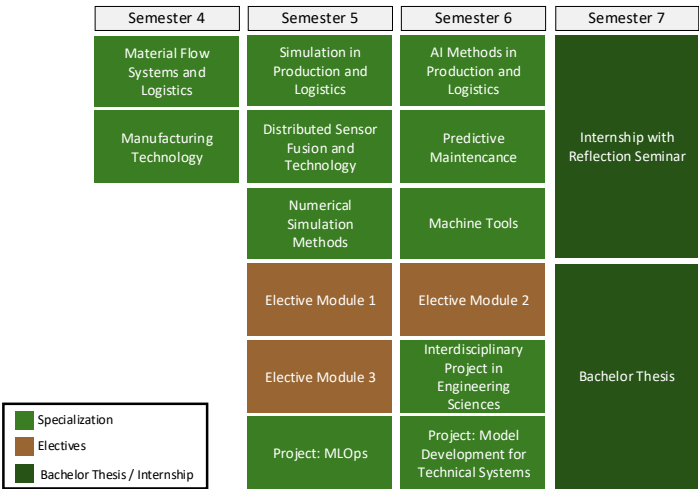 Semester 4
Semester 5
Semester 6
Semester 7
Material Flow
Systems and
Logistics
Simulation in
Production and
Logistics
AI Methods in
Production and
Logistics
Internship with
Reflection Seminar
Manufacturing
Technology
Distributed Sensor
Fusion and
Technology
Predictive
Maintencance
Numerical
Simulation
Methods
Machine Tools
Elective Module 1
Elective Module 2
Bachelor Thesis
Elective Module 3
Interdisciplinary
Project in
Engineering
Sciences
Project: MLOps
Project: Model
Development for
Technical Systems
Specialization
Electives
Bachelor Thesis / Internship